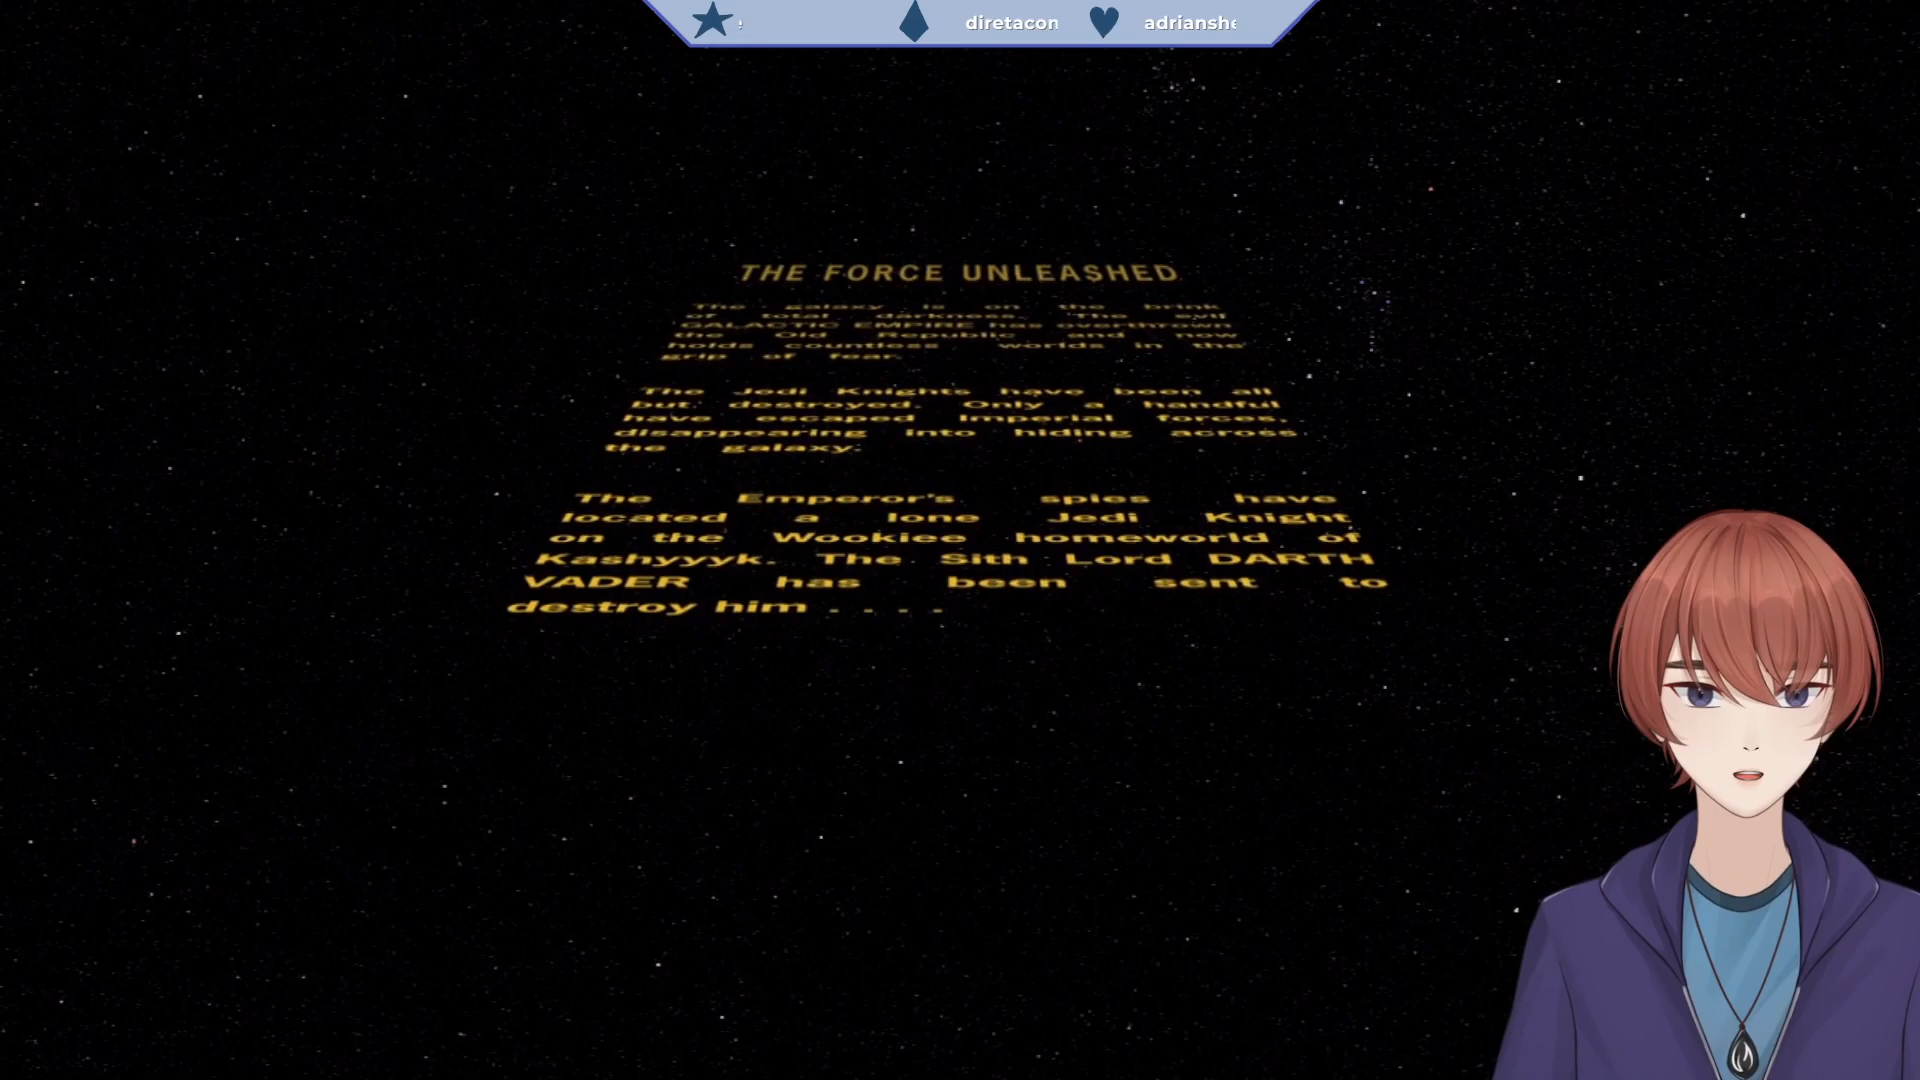 diretacon
adrianshe
THE FORCE UNLEASHED
The galaxy is on the brink
of total darkness. The evil
GALACTIC EMPIRE has overthrown
the Old Republic and now
holds countless worlds in the
grip of fear.
The Jedi Knights have been all
but destroyed. Only a handful
have escaped Imperial forces,
disappearing into hiding across
the galaxy.
The Emperor's spies have
located a lone Jedi Knight
on the Wookiee homeworld of
Kashyyyk. The Sith Lord DARTH
VADER has been sent to
destroy him . . . .